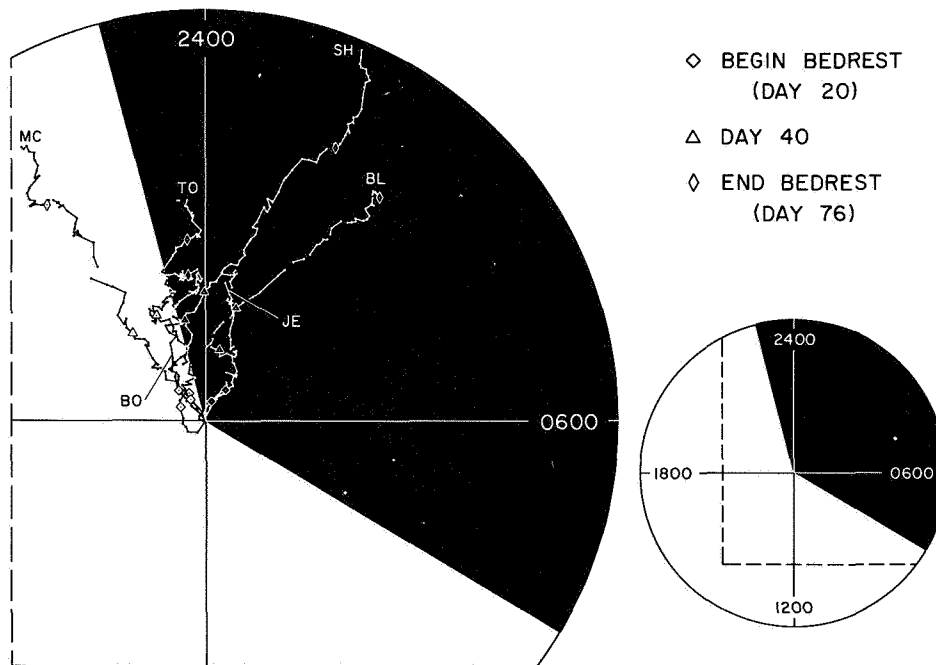 2400
SH
MC
TO
BL
JE
BO
0600
BEGIN BEDREST
(DAY 20)
DAY 40
END BEDREST
(DAY 76)
2400
1800
0600
1200